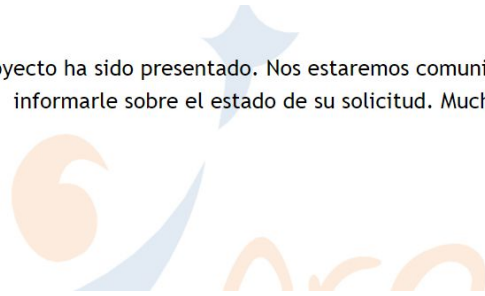 oyecto ha sido presentado. Nos estaremos comuni
informarle sobre el estado de su solicitud. Much